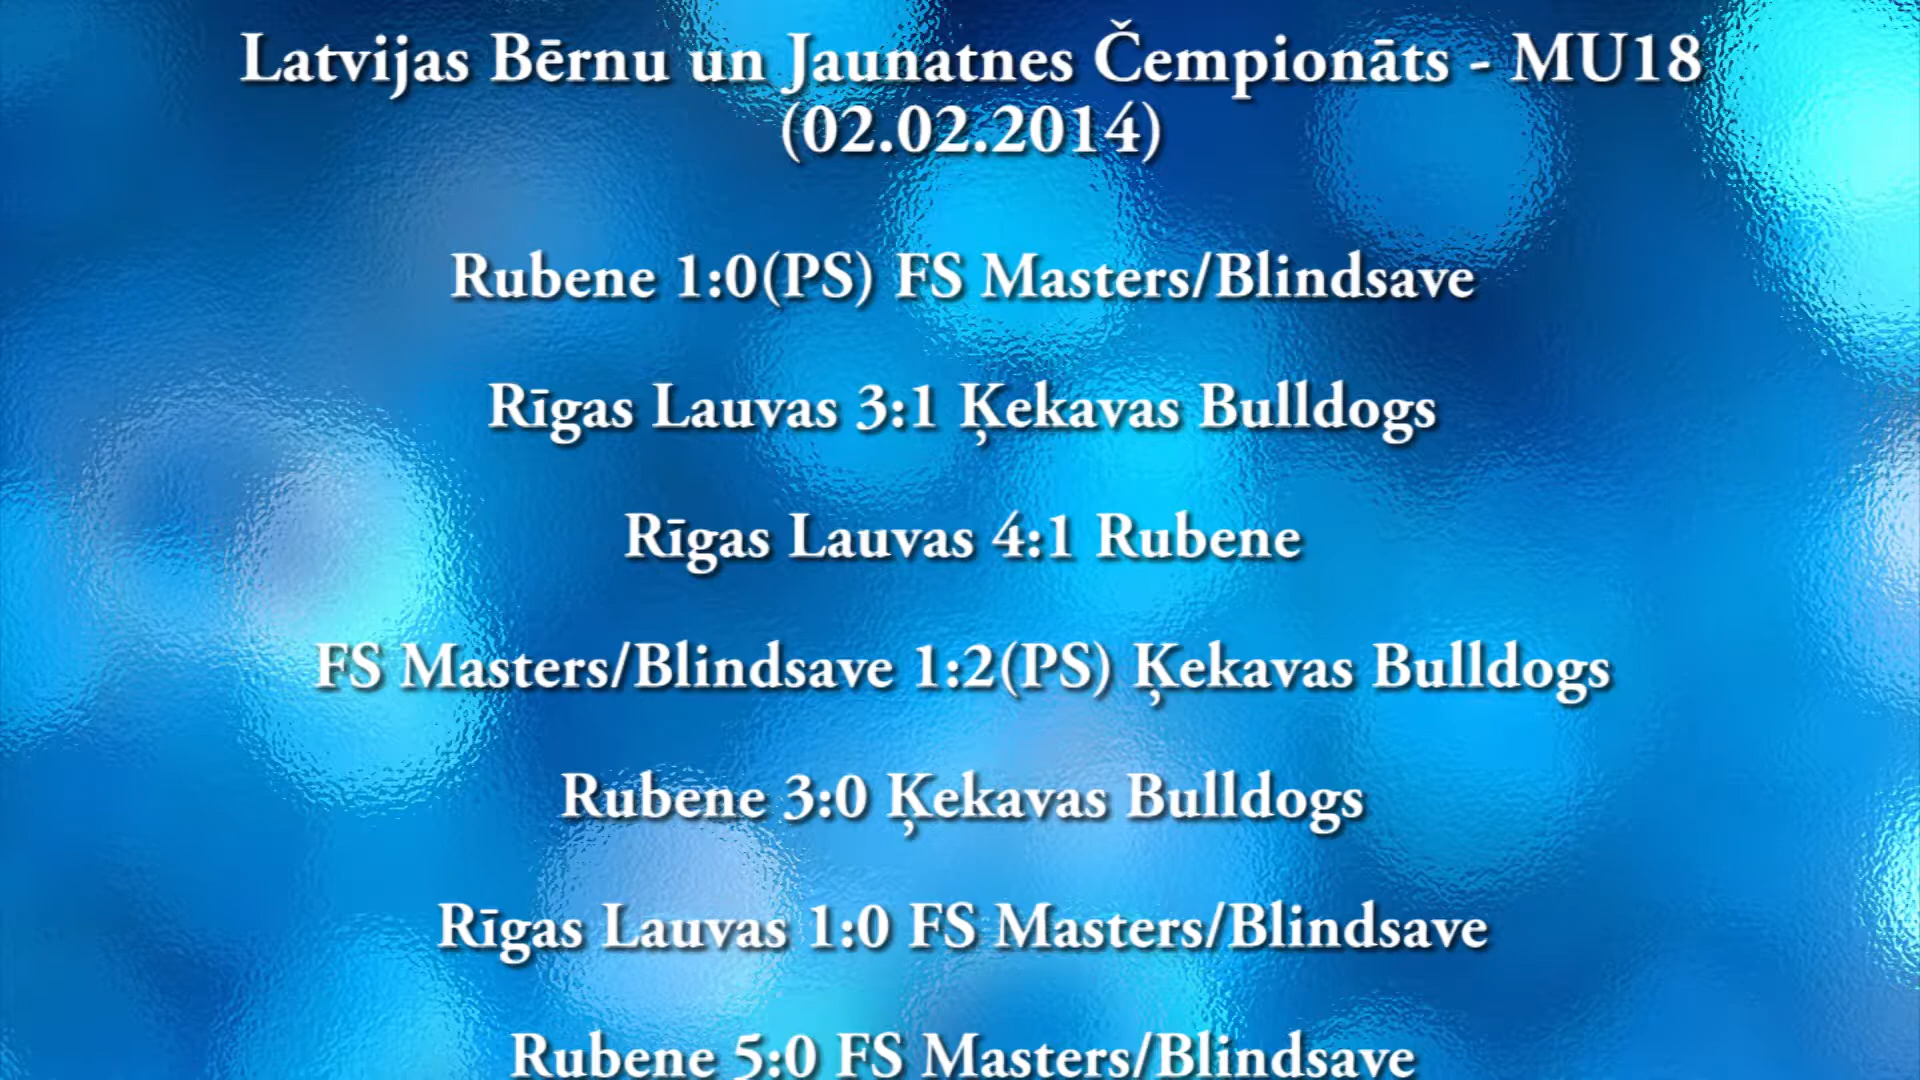 Latvijas Bērnu un Jaunatnes Čempionāts - MU18
(02.02.2014)
Rubene 1:0(PS) FS Masters/Blindsave
Rīgas Lauvas 3:1 Ķekavas Bulldogs
Rīgas Lauvas 4:1 Rubene
FS Masters/Blindsave 1:2(PS) Ķekavas Bulldogs
Rubene 3:0 Ķekavas Bulldogs
Rīgas Lauvas 1:0 FS Masters/Blindsave
Rubene 5:0 FS Masters/Blindsave